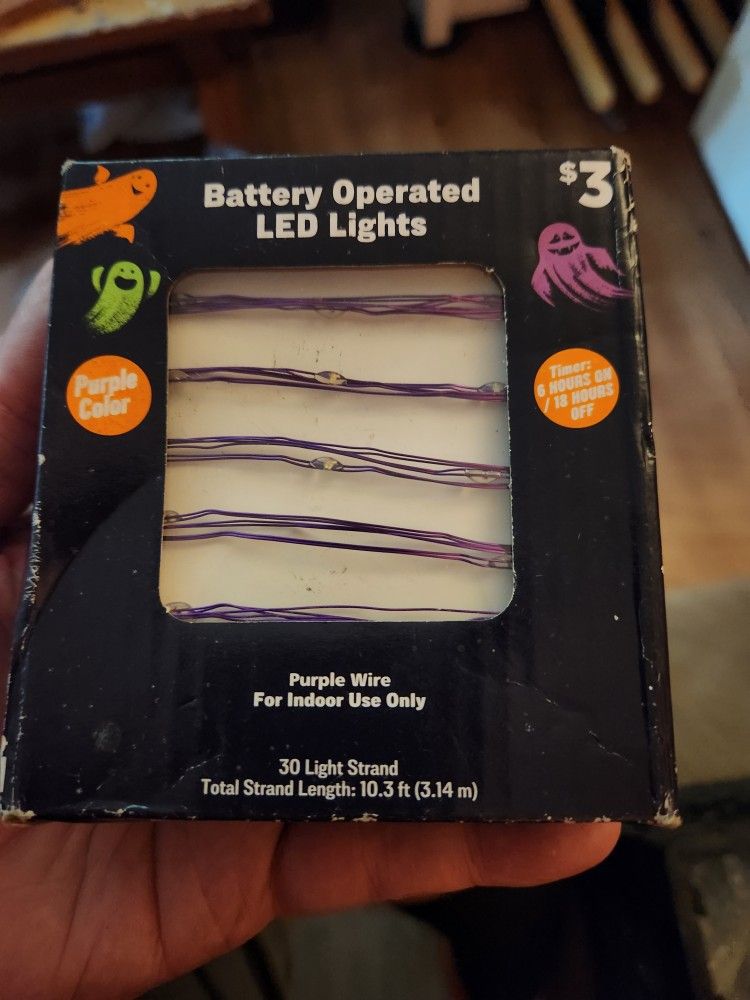 Battery Operated
LED Lights
$3
Purple
Color
Timer:
6 HOURS ON
/ 18 HOURS
OFF
Purple Wire
For Indoor Use Only
30 Light Strand
Total Strand Length: 10.3 ft (3.14 m)